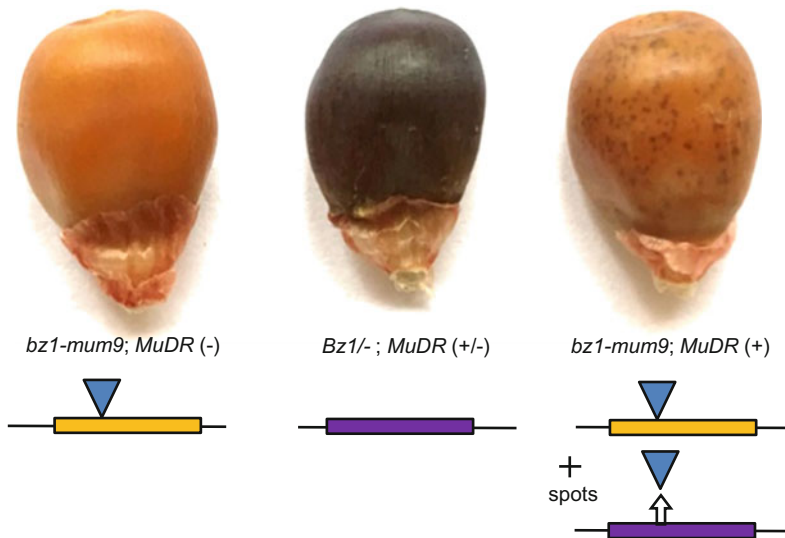 bz1-mum9; MuDR (-)
Bz1/- ; MuDR (+/-)
bz1-mum9; MuDR (+)
+
spots